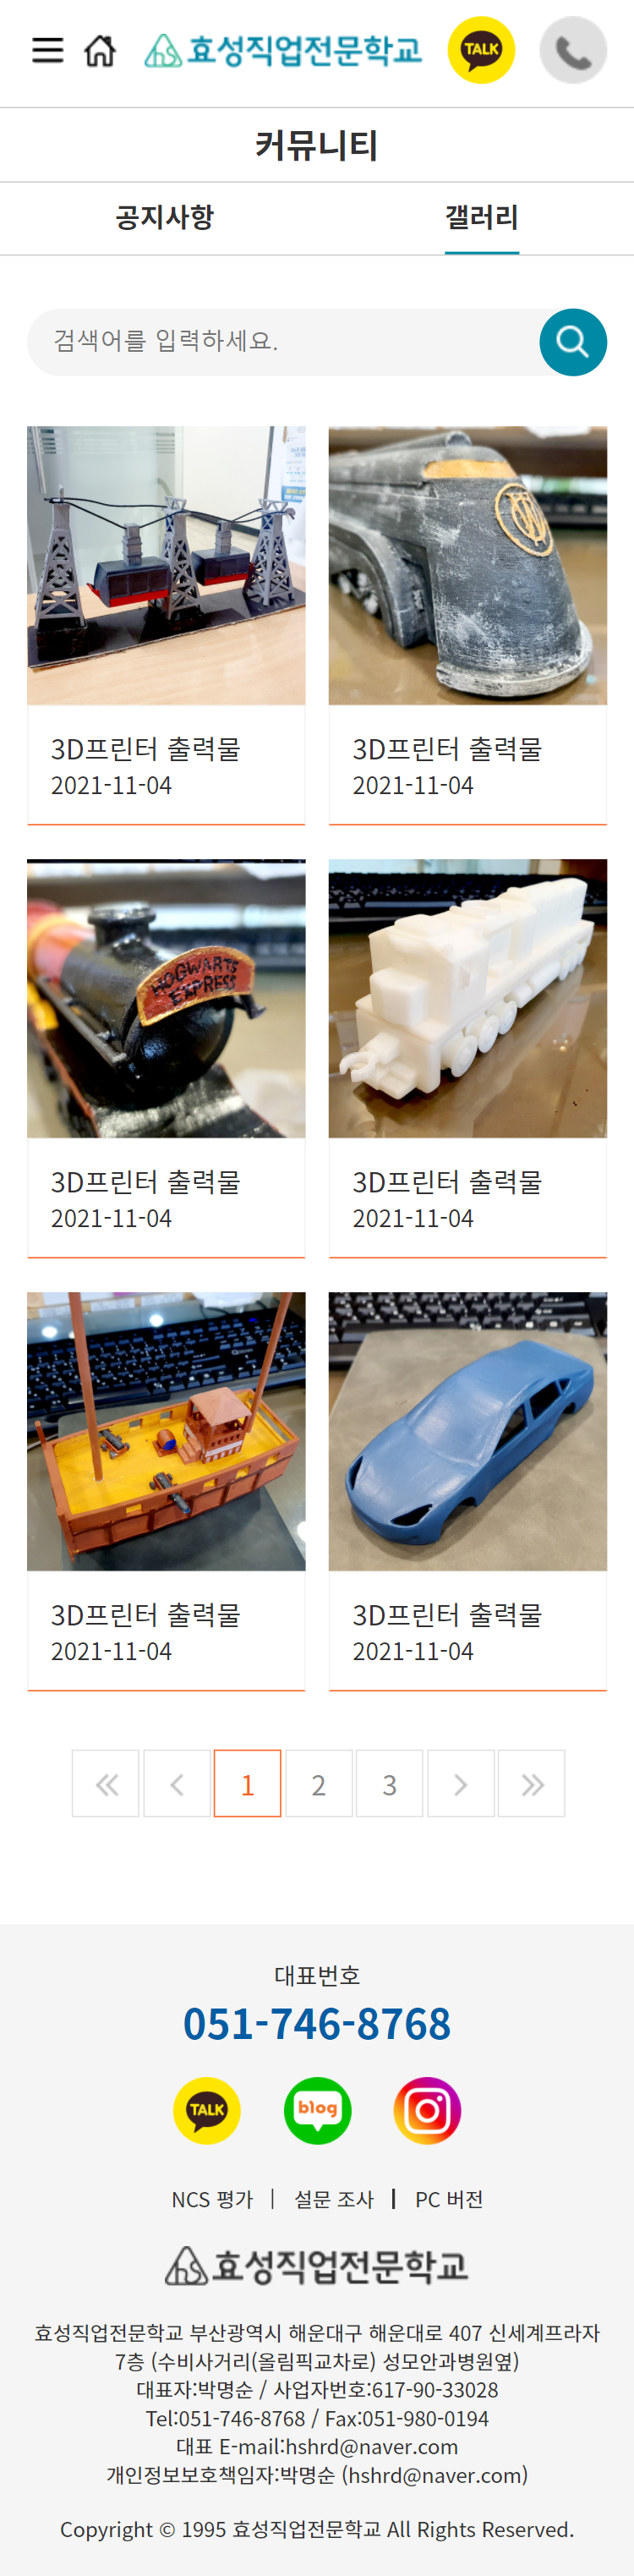 효성직업전문학교
TALK
커뮤니티
공지사항
갤러리
검색어를 입력하세요.
3D프린터 출력물
2021-11-04
3D프린터 출력물
2021-11-04
HOGWARTS
EXPRESS
3D프린터 출력물
2021-11-04
3D프린터 출력물
2021-11-04
3D프린터 출력물
2021-11-04
3D프린터 출력물
2021-11-04
1 2 3
대표번호
051-746-8768
TALK
blog
NCS 평가 | 설문 조사 | PC 버전
hs 효성직업전문학교
효성직업전문학교 부산광역시 해운대구 해운대로 407 신세계프라자
7층 (수비사거리(올림픽교차로) 성모안과병원옆)
대표자:박명순 / 사업자번호:617-90-33028
Tel:051-746-8768 / Fax:051-980-0194
대표 E-mail:hshrd@naver.com
개인정보보호책임자:박명순 (hshrd@naver.com)
Copyright © 1995 효성직업전문학교 All Rights Reserved.